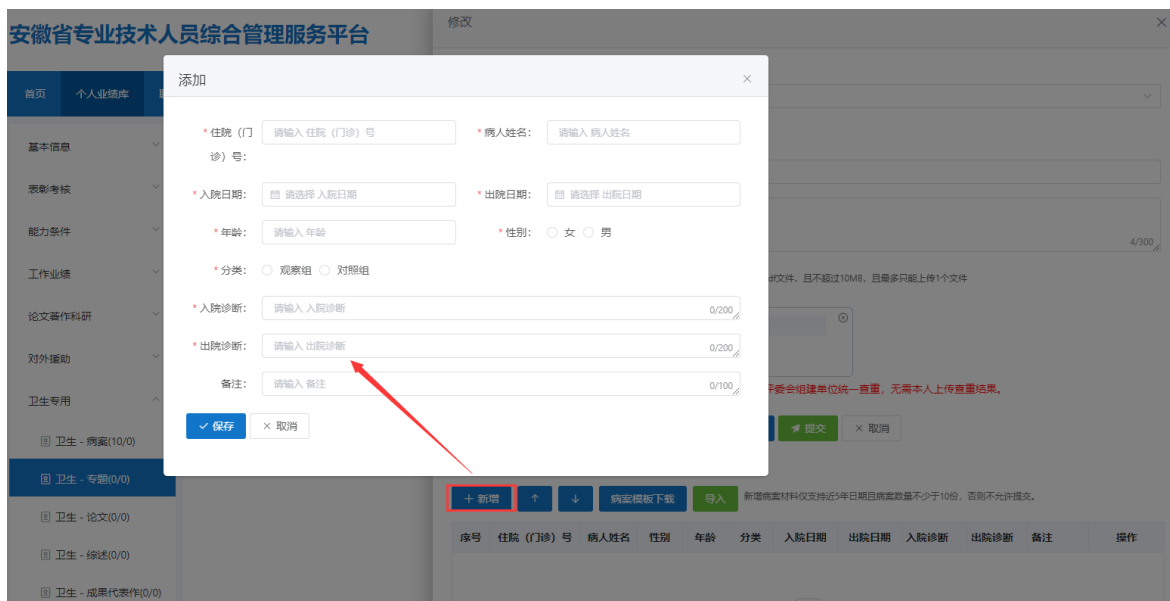 安徽省专业技术人员综合管理服务平台
修改
首页 个人业绩库
添加
* 住院(门诊)号: 请输入 住院(门诊)号 * 病人姓名: 请输入 病人姓名
* 入院日期: 请选择 入院日期 * 出院日期: 请选择 出院日期
* 年龄: 请输入 年龄 * 性别: 女 男
* 分类: 观察组 对照组
* 入院诊断: 请输入 入院诊断 0/200
* 出院诊断: 请输入 出院诊断 0/200
备注: 请输入 备注 0/100
保存 取消
基本信息
表彰考核
能力条件
工作业绩
论文著作科研
对外援助
卫生专用
卫生 - 病案(10/0)
卫生 - 专题(0/0)
卫生 - 论文(0/0)
卫生 - 综述(0/0)
卫生 - 成果代表作(0/0)
4/300
文件,且不超过10MB,且最多只能上传1个文件
委会组建单位统一查重,无需本人上传查重结果。
提交 取消
新增 ↑ ↓ 病案模板下载 导入 新增病案材料仅支持近5年日期且病案数量不少于10份,否则不允许提交。
序号 住院(门诊)号 病人姓名 性别 年龄 分类 入院日期 出院日期 入院诊断 出院诊断 备注 操作